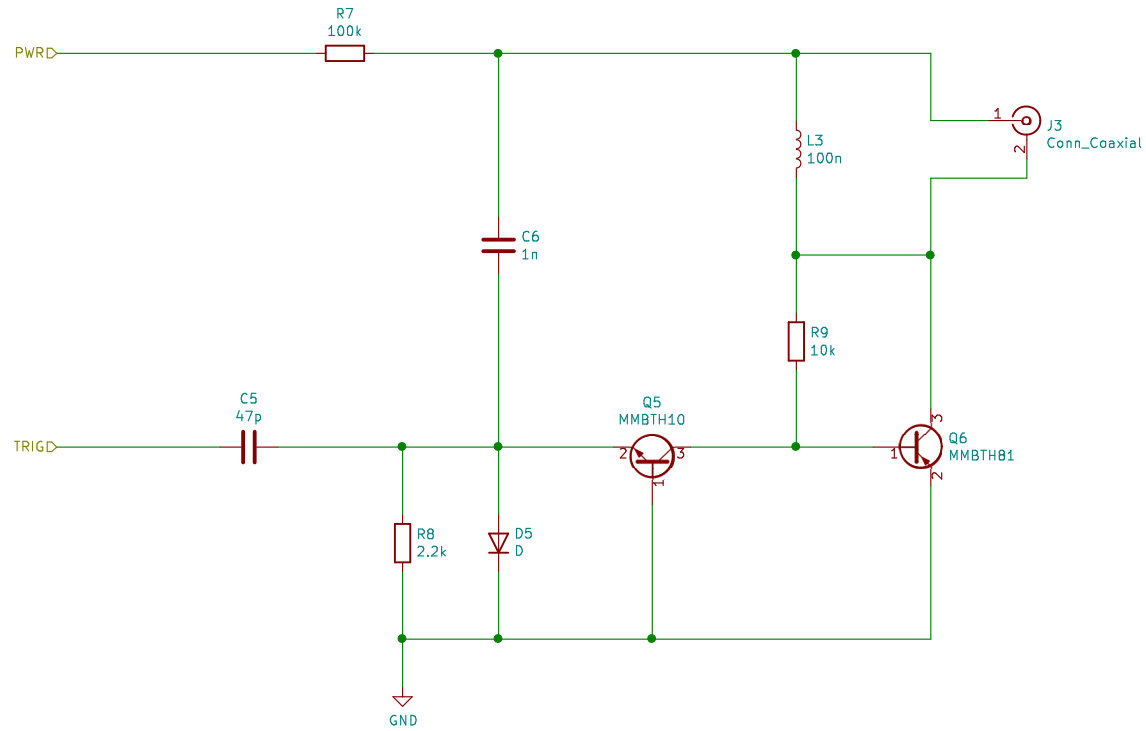 R7
100k
PWR
1
J3
Conn_Coaxial
2
L3
100n
C6
1n
R9
10k
C5
47p
Q5
MMBTH10
TRIG
2
3
1
3
Q6
MMBTH81
1
2
R8
2.2k
D5
D
GND